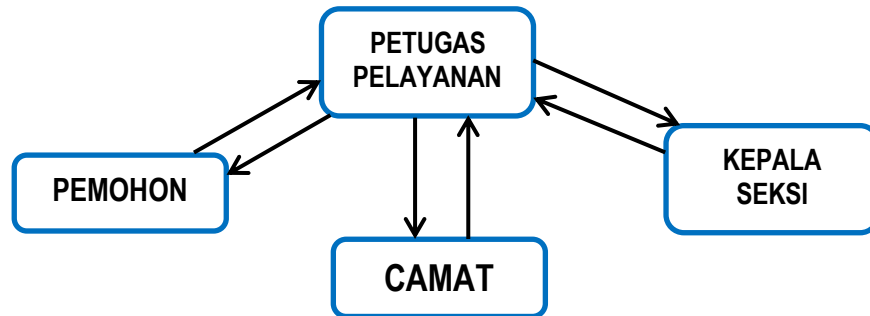 PETUGAS
PELAYANAN
PEMOHON
KEPALA
SEKSI
CAMAT